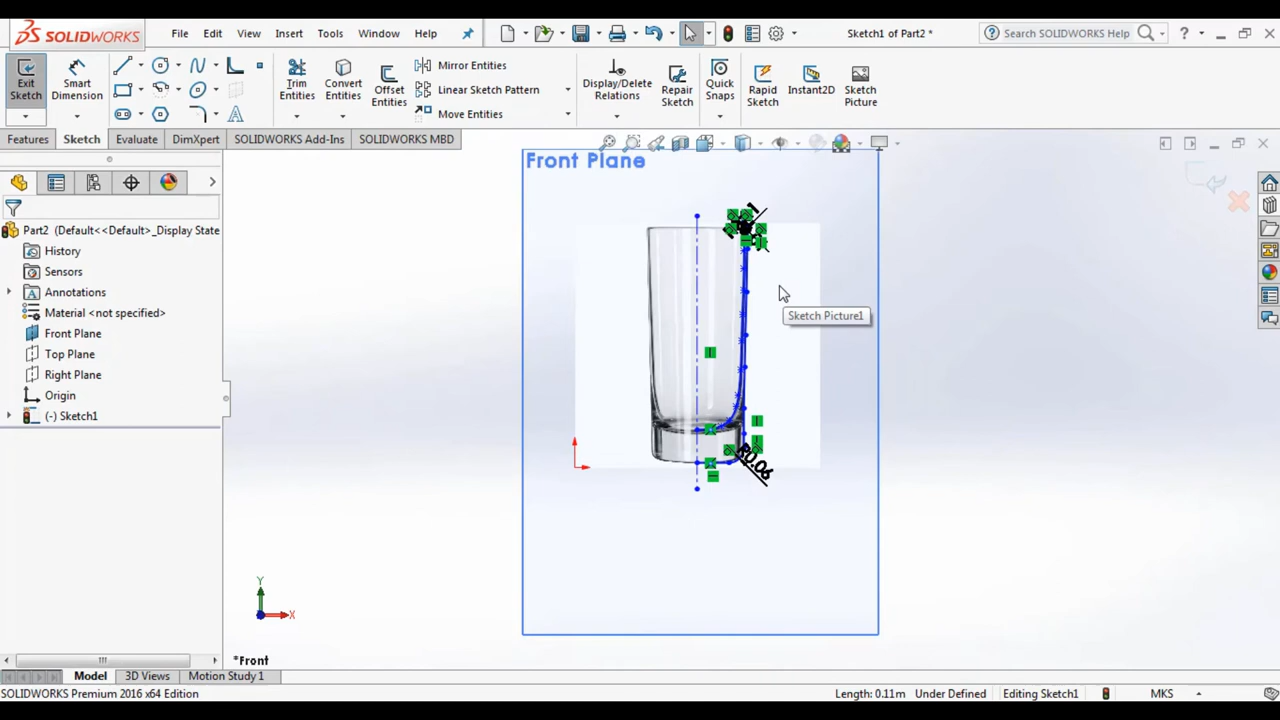 SOLIDWORKS File Edit View Insert Tools Window Help Sketch1 of Part2 * Search SOLIDWORKS Help ?
Exit Sketch Smart Dimension Trim Entities Convert Entities Offset Entities Mirror Entities Linear Sketch Pattern Move Entities Display/Delete Relations Repair Sketch Quick Snaps Rapid Sketch Instant2D Sketch Picture
Features Sketch Evaluate DimXpert SOLIDWORKS Add-Ins SOLIDWORKS MBD
Front Plane
Part2 (Default<<Default>_Display State
History
Sensors
Annotations
Material <not specified>
Front Plane
Top Plane
Right Plane
Origin
(-) Sketch1
Sketch Picture1
R0.06
Y
X
*Front
Model 3D Views Motion Study 1
SOLIDWORKS Premium 2016 x64 Edition Length: 0.11m Under Defined Editing Sketch1 MKS